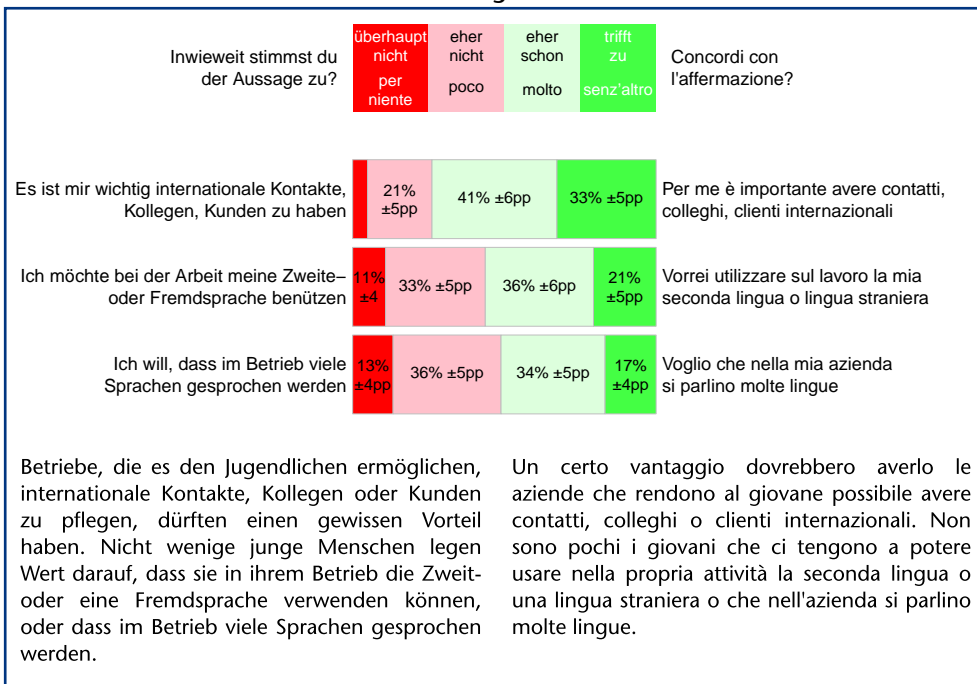 überhaupt
nicht
per
niente
eher
nicht
poco
eher
schon
molto
trifft
zu
senz'altro
Inwieweit stimmst du
der Aussage zu?
Concordi con
l'affermazione?
Es ist mir wichtig internationale Kontakte,
Kollegen, Kunden zu haben
21%
±5pp
41% ±6pp
33% ±5pp
Per me è importante avere contatti,
colleghi, clienti internazionali
Ich möchte bei der Arbeit meine Zweite–
oder Fremdsprache benützen
11%
±4
33% ±5pp
36% ±6pp
21%
±5pp
Vorrei utilizzare sul lavoro la mia
seconda lingua o lingua straniera
Ich will, dass im Betrieb viele
Sprachen gesprochen werden
13%
±4pp
36% ±5pp
34% ±5pp
17%
±4pp
Voglio che nella mia azienda
si parlino molte lingue
Betriebe, die es den Jugendlichen ermöglichen,
internationale Kontakte, Kollegen oder Kunden
zu pflegen, dürften einen gewissen Vorteil
haben. Nicht wenige junge Menschen legen
Wert darauf, dass sie in ihrem Betrieb die Zweit-
oder eine Fremdsprache verwenden können,
oder dass im Betrieb viele Sprachen gesprochen
werden.
Un certo vantaggio dovrebbero averlo le
aziende che rendono al giovane possibile avere
contatti, colleghi o clienti internazionali. Non
sono pochi i giovani che ci tengono a potere
usare nella propria attività la seconda lingua o
una lingua straniera o che nell'azienda si parlino
molte lingue.